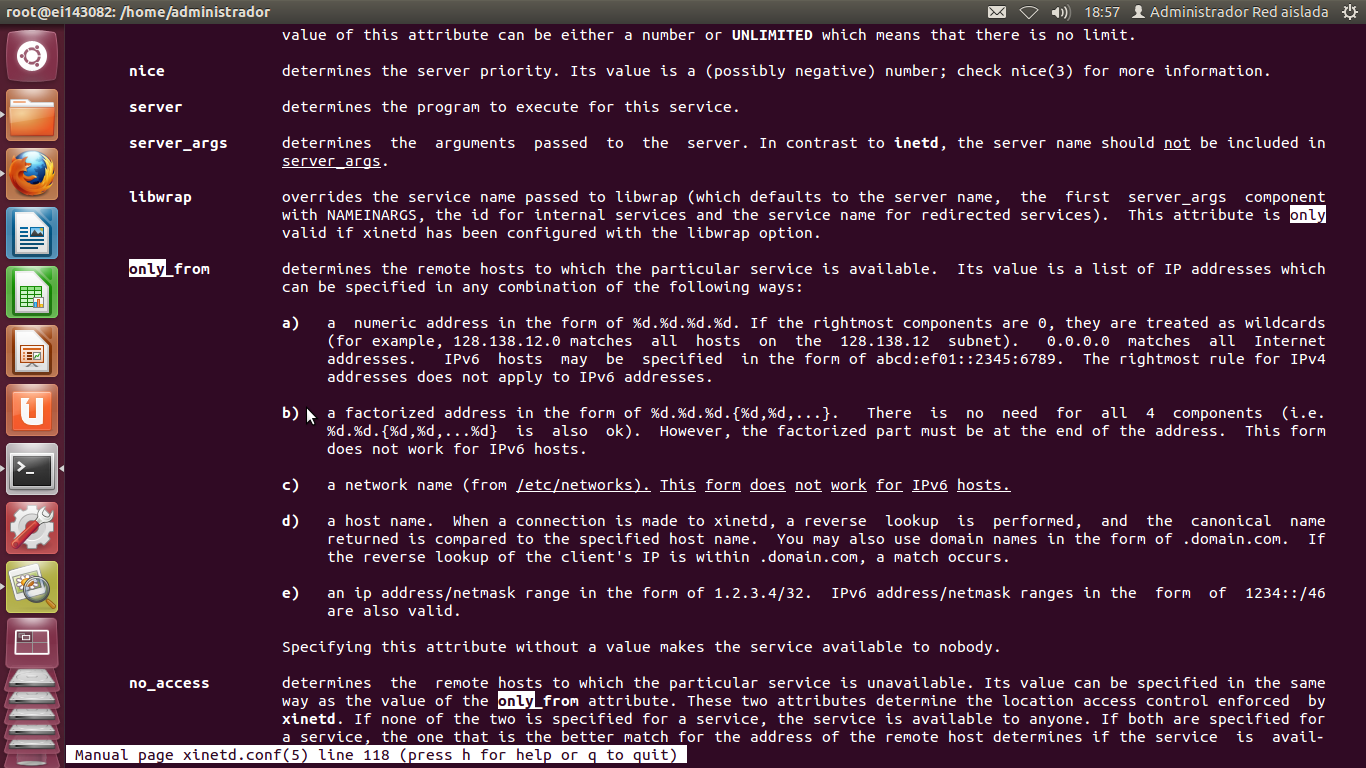 root@ei143082: /home/administrador 18:57 Administrador Red aislada
value of this attribute can be either a number or UNLIMITED which means that there is no limit.
nice determines the server priority. Its value is a (possibly negative) number; check nice(3) for more information.
server determines the program to execute for this service.
server_args determines the arguments passed to the server. In contrast to inetd, the server name should not be included in
server_args.
libwrap overrides the service name passed to libwrap (which defaults to the server name, the first server_args component
with NAMEINARGS, the id for internal services and the service name for redirected services). This attribute is only
valid if xinetd has been configured with the libwrap option.
only_from determines the remote hosts to which the particular service is available. Its value is a list of IP addresses which
can be specified in any combination of the following ways:
a) a numeric address in the form of %d.%d.%d.%d. If the rightmost components are 0, they are treated as wildcards
(for example, 128.138.12.0 matches all hosts on the 128.138.12 subnet). 0.0.0.0 matches all Internet
addresses. IPv6 hosts may be specified in the form of abcd:ef01::2345:6789. The rightmost rule for IPv4
addresses does not apply to IPv6 addresses.
b) a factorized address in the form of %d.%d.%d.{%d,%d,...}. There is no need for all 4 components (i.e.
%d.%d.{%d,%d,...%d} is also ok). However, the factorized part must be at the end of the address. This form
does not work for IPv6 hosts.
c) a network name (from /etc/networks). This form does not work for IPv6 hosts.
d) a host name. When a connection is made to xinetd, a reverse lookup is performed, and the canonical name
returned is compared to the specified host name. You may also use domain names in the form of .domain.com. If
the reverse lookup of the client's IP is within .domain.com, a match occurs.
e) an ip address/netmask range in the form of 1.2.3.4/32. IPv6 address/netmask ranges in the form of 1234::/46
are also valid.
Specifying this attribute without a value makes the service available to nobody.
no_access determines the remote hosts to which the particular service is unavailable. Its value can be specified in the same
way as the value of the only_from attribute. These two attributes determine the location access control enforced by
xinetd. If none of the two is specified for a service, the service is available to anyone. If both are specified for
a service, the one that is the better match for the address of the remote host determines if the service is avail-
Manual page xinetd.conf(5) line 118 (press h for help or q to quit)